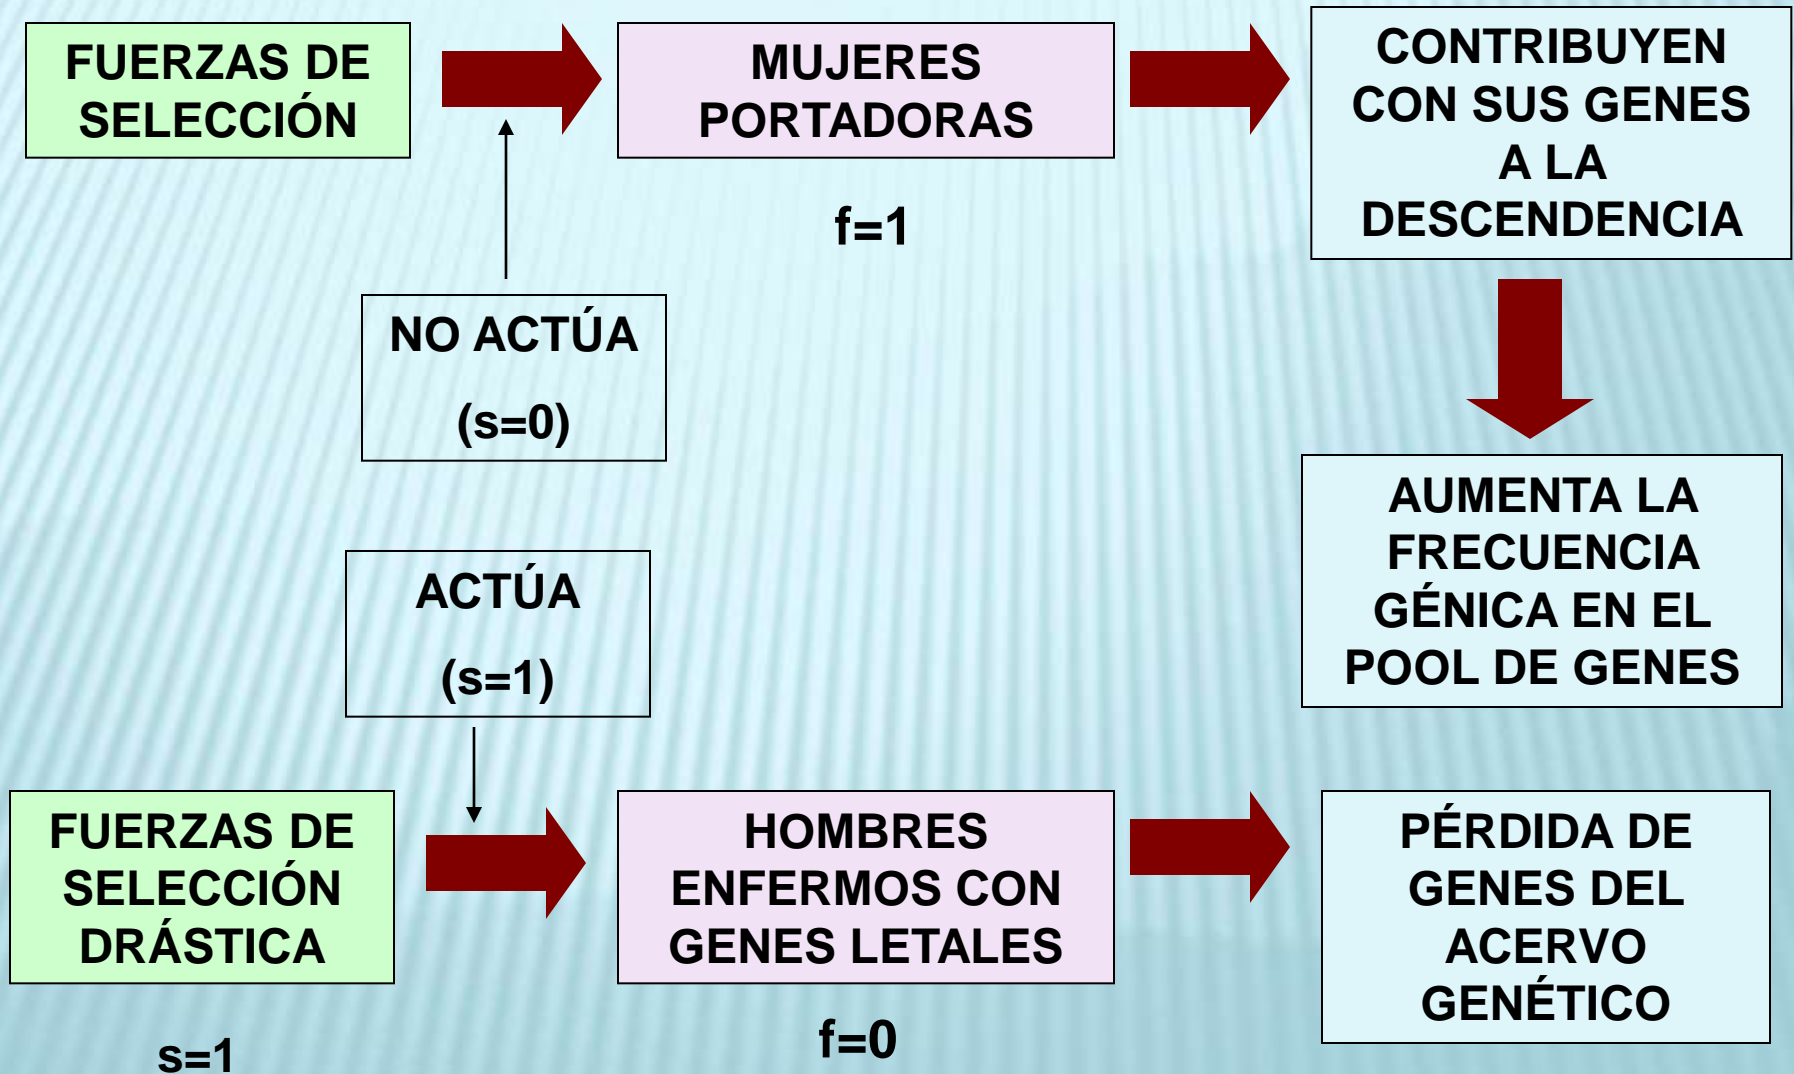 FUERZAS DE
SELECCIÓN
MUJERES
PORTADORAS
f=1
CONTRIBUYEN
CON SUS GENES
A LA
DESCENDENCIA
NO ACTÚA
(s=0)
AUMENTA LA
FRECUENCIA
GÉNICA EN EL
POOL DE GENES
ACTÚA
(s=1)
FUERZAS DE
SELECCIÓN
DRÁSTICA
s=1
HOMBRES
ENFERMOS CON
GENES LETALES
f=0
PÉRDIDA DE
GENES DEL
ACERVO
GENÉTICO